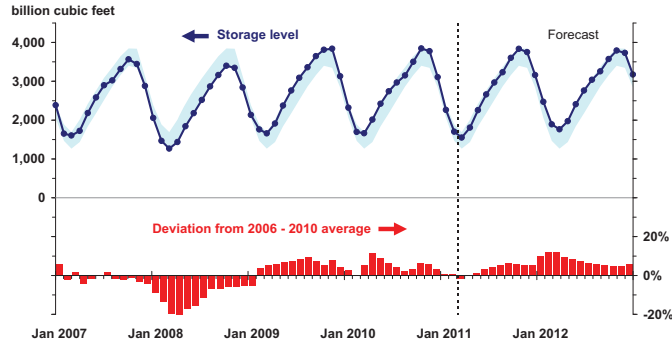 billion cubic feet
Storage level
Forecast
4,000
3,000
2,000
1,000
0
Deviation from 2006 - 2010 average
20%
0%
-20%
Jan 2007 Jan 2008 Jan 2009 Jan 2010 Jan 2011 Jan 2012